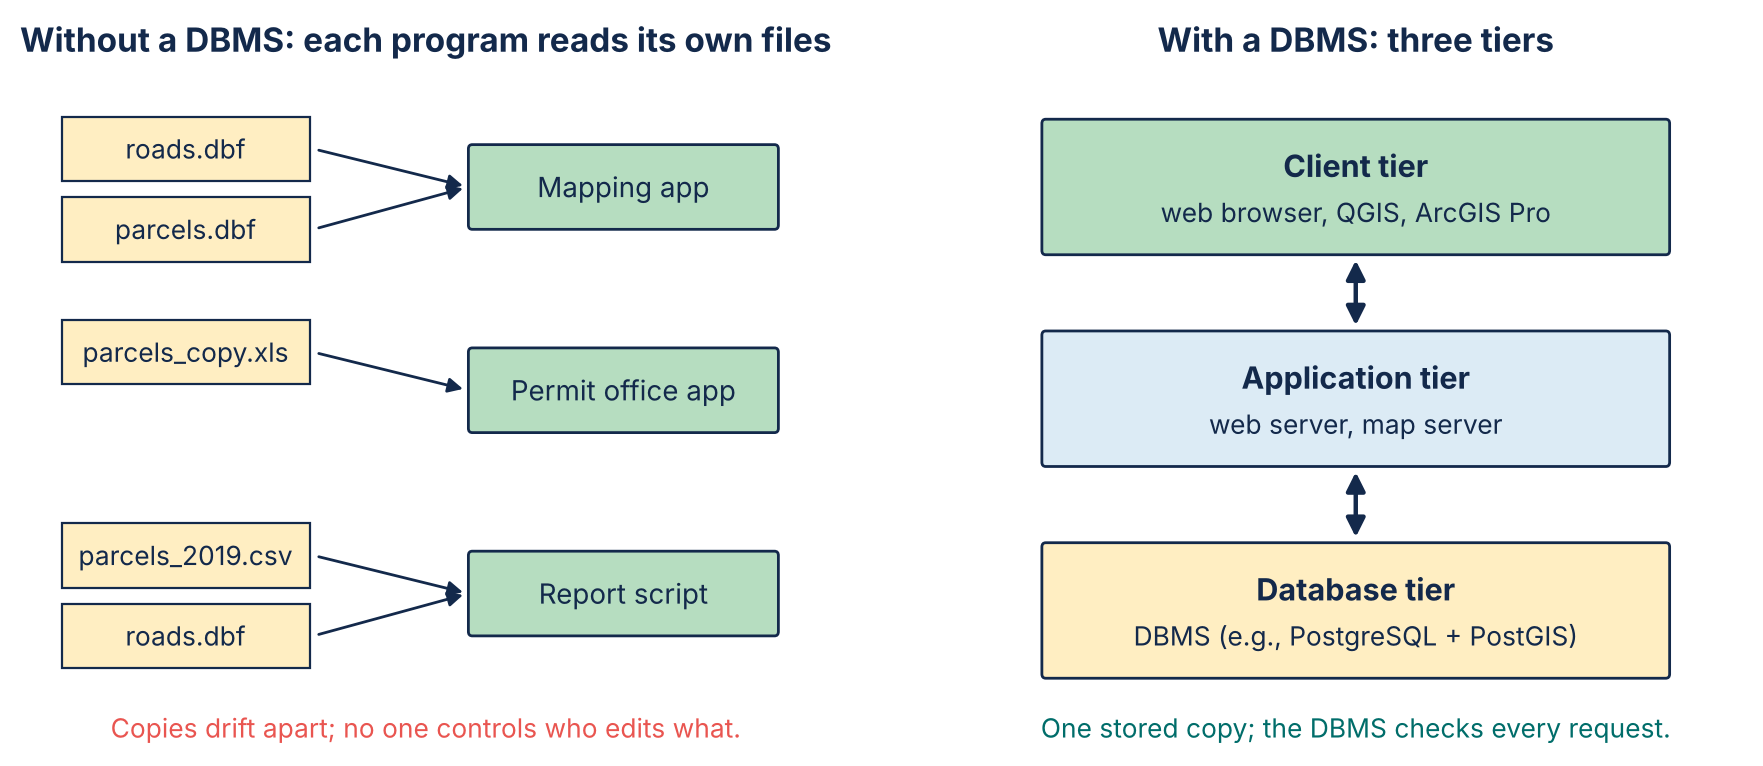 Without a DBMS: each program reads its own files
roads.dbf
parcels.dbf
Mapping app
parcels_copy.xls
Permit office app
parcels_2019.csv
roads.dbf
Report script
Copies drift apart; no one controls who edits what.
With a DBMS: three tiers
Client tier
web browser, QGIS, ArcGIS Pro
Application tier
web server, map server
Database tier
DBMS (e.g., PostgreSQL + PostGIS)
One stored copy; the DBMS checks every request.